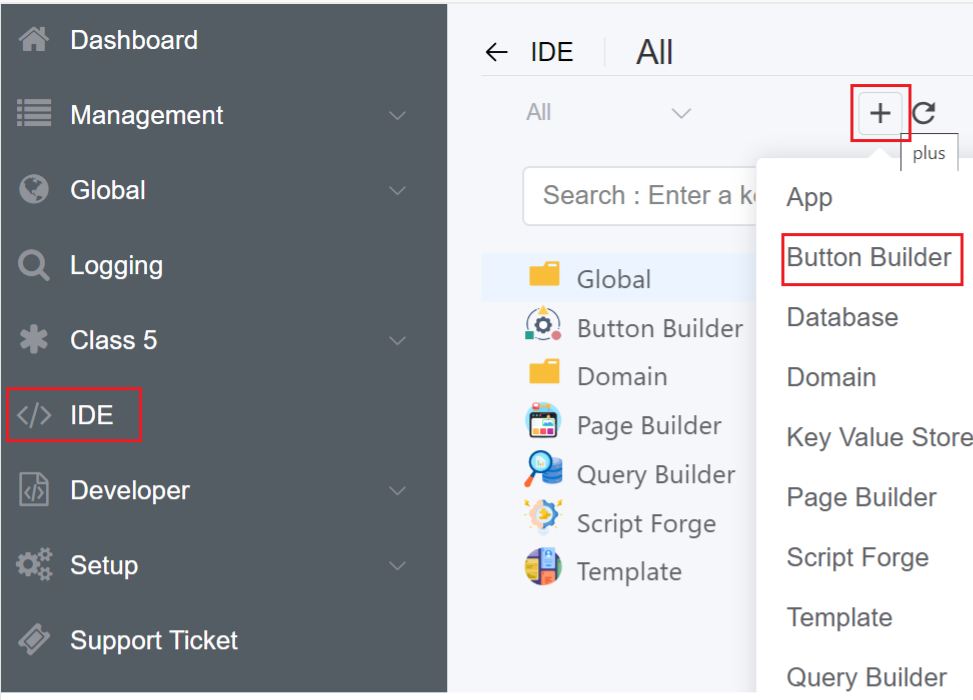 Dashboard
Management
Global
Logging
Class 5
</> IDE
Developer
Setup
Support Ticket
← IDE
All
All
+
plus
Search : Enter a k
Global
Button Builder
Domain
Page Builder
Query Builder
Script Forge
Template
App
Button Builder
Database
Domain
Key Value Store
Page Builder
Script Forge
Template
Query Builder